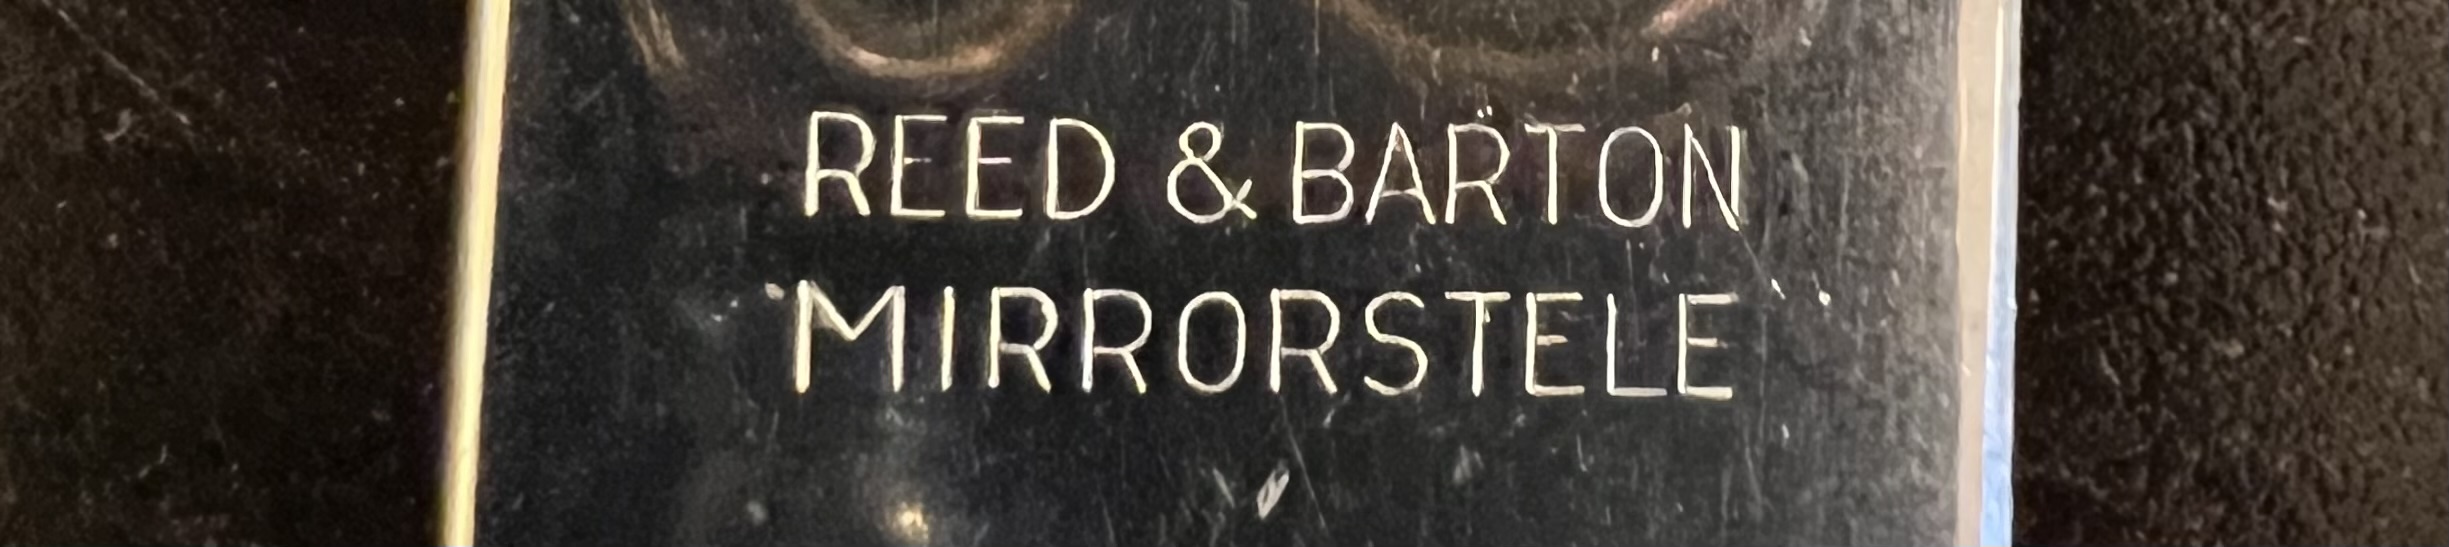 REED & BARTON
MIRRORSTELE